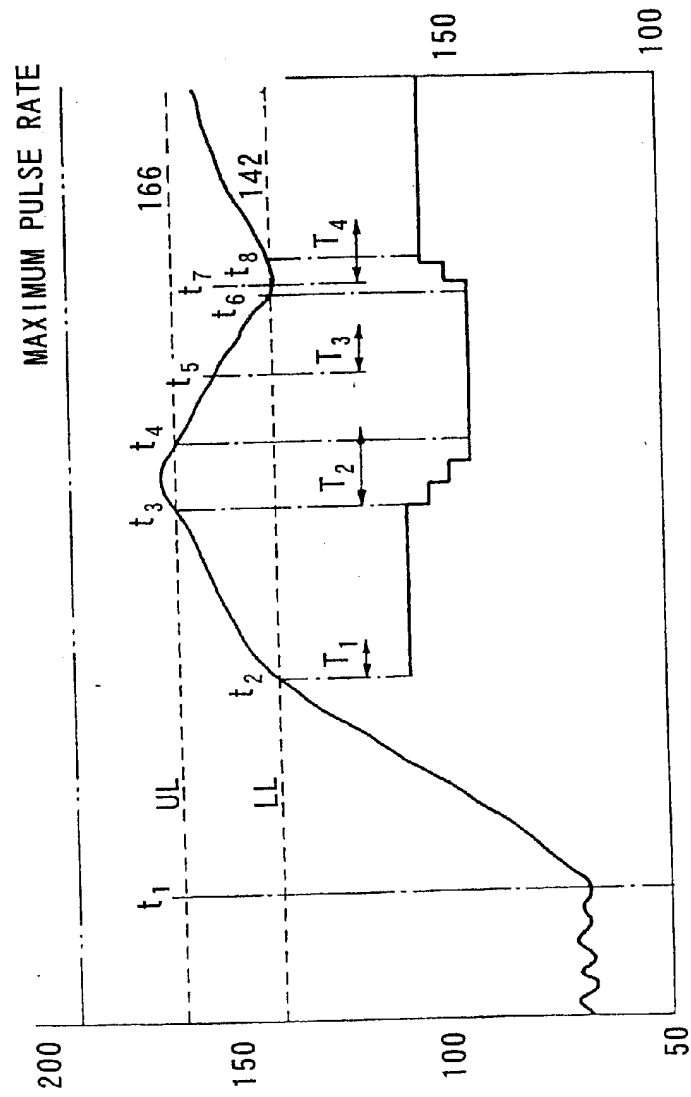 MAXIMUM PULSE RATE
200
150
100
50
150
100
UL
LL
166
142
t1
t2
t3
t4
t5
t6
t7
t8
T1
T2
T3
T4